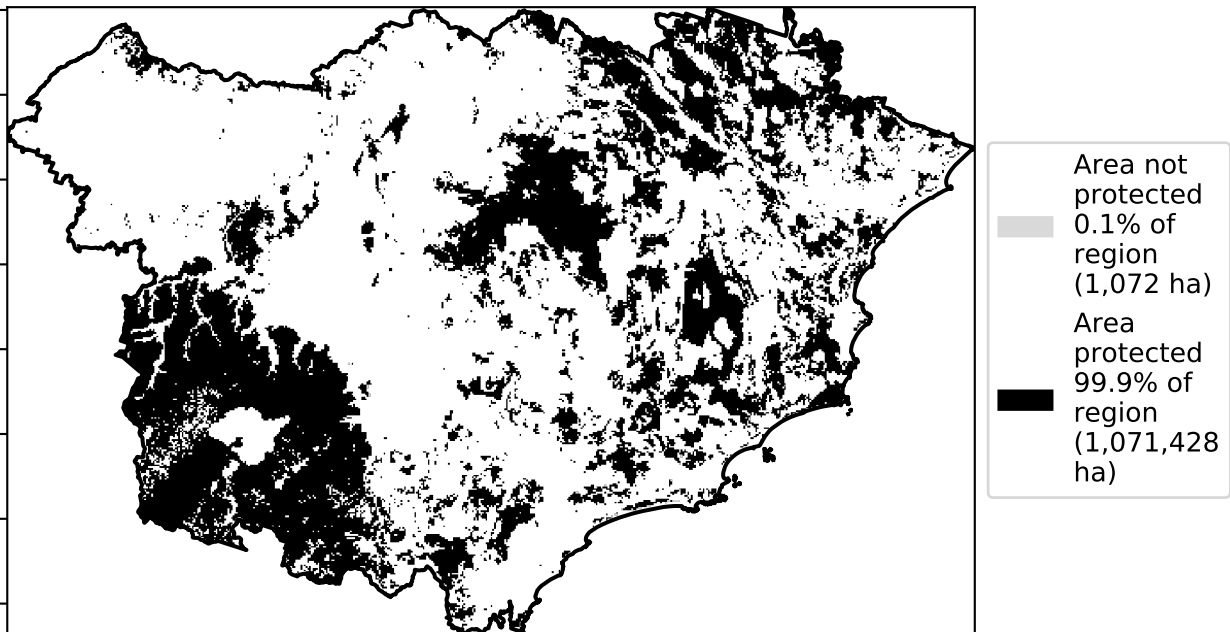 Area not
protected
0.1% of
region
(1,072 ha)
Area
protected
99.9% of
region
(1,071,428
ha)